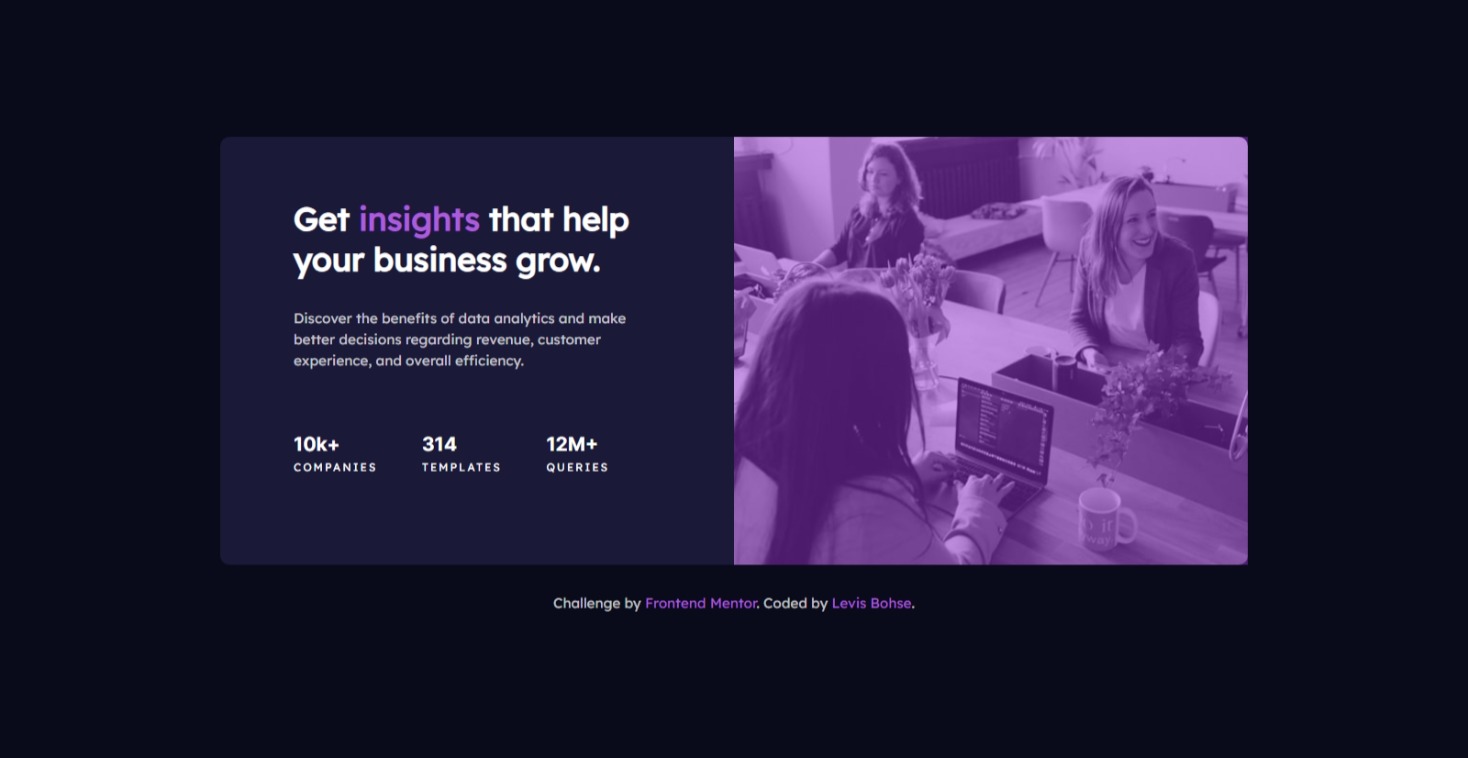 Get insights that help
your business grow.
Discover the benefits of data analytics and make
better decisions regarding revenue, customer
experience, and overall efficiency.
10k+ 314 12M+
COMPANIES TEMPLATES QUERIES
Challenge by Frontend Mentor. Coded by Levis Bohse.